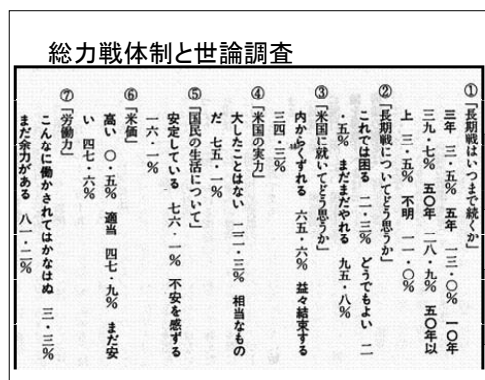 総力戦体制と世論調査
①「長期戦はいつまで続くか」
三年 三・五％ 五年 一三・〇％ 一〇年
三九・七％ 五〇年 二八・九％ 五〇年以
上 三・五％ 不明 一一・〇％
②「長期戦についてどう思うか」
これでは困る 二・三％ どうでもよい 二
・五％ まだまだやれる 九五・八％
③「米国に就いてどう思うか」
内からくずれる 六五・六％ 益々結束する
三四・三％
④「米国の実力」
大したことはない 二二・三％ 相当なもの
だ 七五・一％
⑤「国民の生活について」
安定している 七六・一％ 不安を感ずる
一六・一％
⑥「米価」
高い 〇・五％ 適当 四七・九％ まだ安
い 四七・六％
⑦「労働力」
こんなに働かされてはかなはぬ 三・三％
まだ余力がある 八一・二％